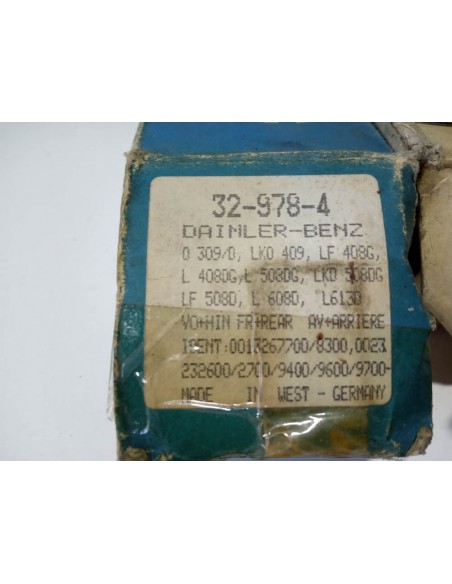 32-978-4
DAIMLER-BENZ
O 309/D, LKO 409, LF 408G,
L 408DG, L 508DG, LKO 508DG
LF 508D, L 608D, L613D
VO+HIN FR+REAR AV+ARRIERE
IDENT:0013267700/8300,0023
232600/2700/9400/9600/9700-
MADE IN WEST - GERMANY